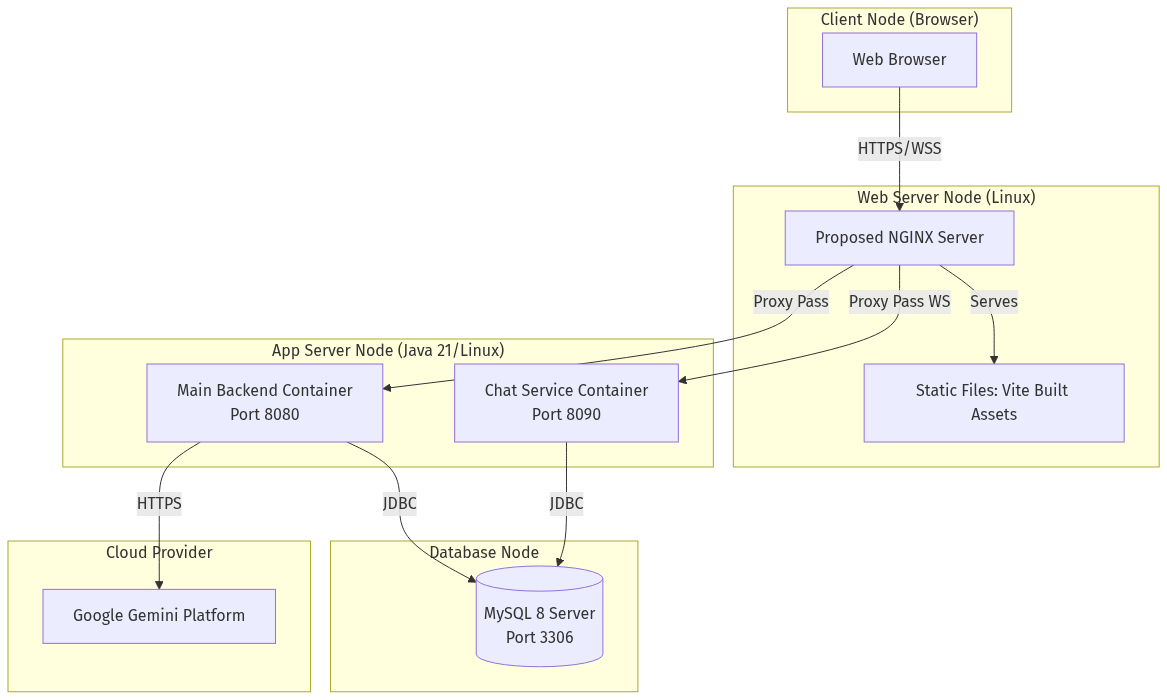 Client Node (Browser)
Web Browser
HTTPS/WSS
Web Server Node (Linux)
Proposed NGINX Server
Proxy Pass
Proxy Pass WS
Serves
App Server Node (Java 21/Linux)
Main Backend Container
Port 8080
Chat Service Container
Port 8090
Static Files: Vite Built
Assets
HTTPS
JDBC
JDBC
Cloud Provider
Google Gemini Platform
Database Node
MySQL 8 Server
Port 3306